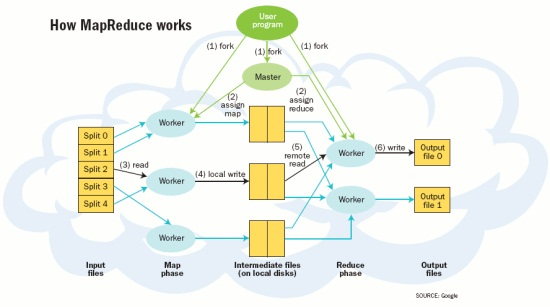 How MapReduce works
User
program
(1) fork
(1) fork
(1) fork
Master
(2)
assign
map
(2)
assign
reduce
Worker
Split 0
Split 1
Split 2
Split 3
Split 4
(3) read
Worker
(4) local write
(5)
remote
read
Worker
(6) write
Output
file 0
Worker
Output
file 1
Worker
Input
files
Map
phase
Intermediate files
(on local disks)
Reduce
phase
Output
files
SOURCE: Google